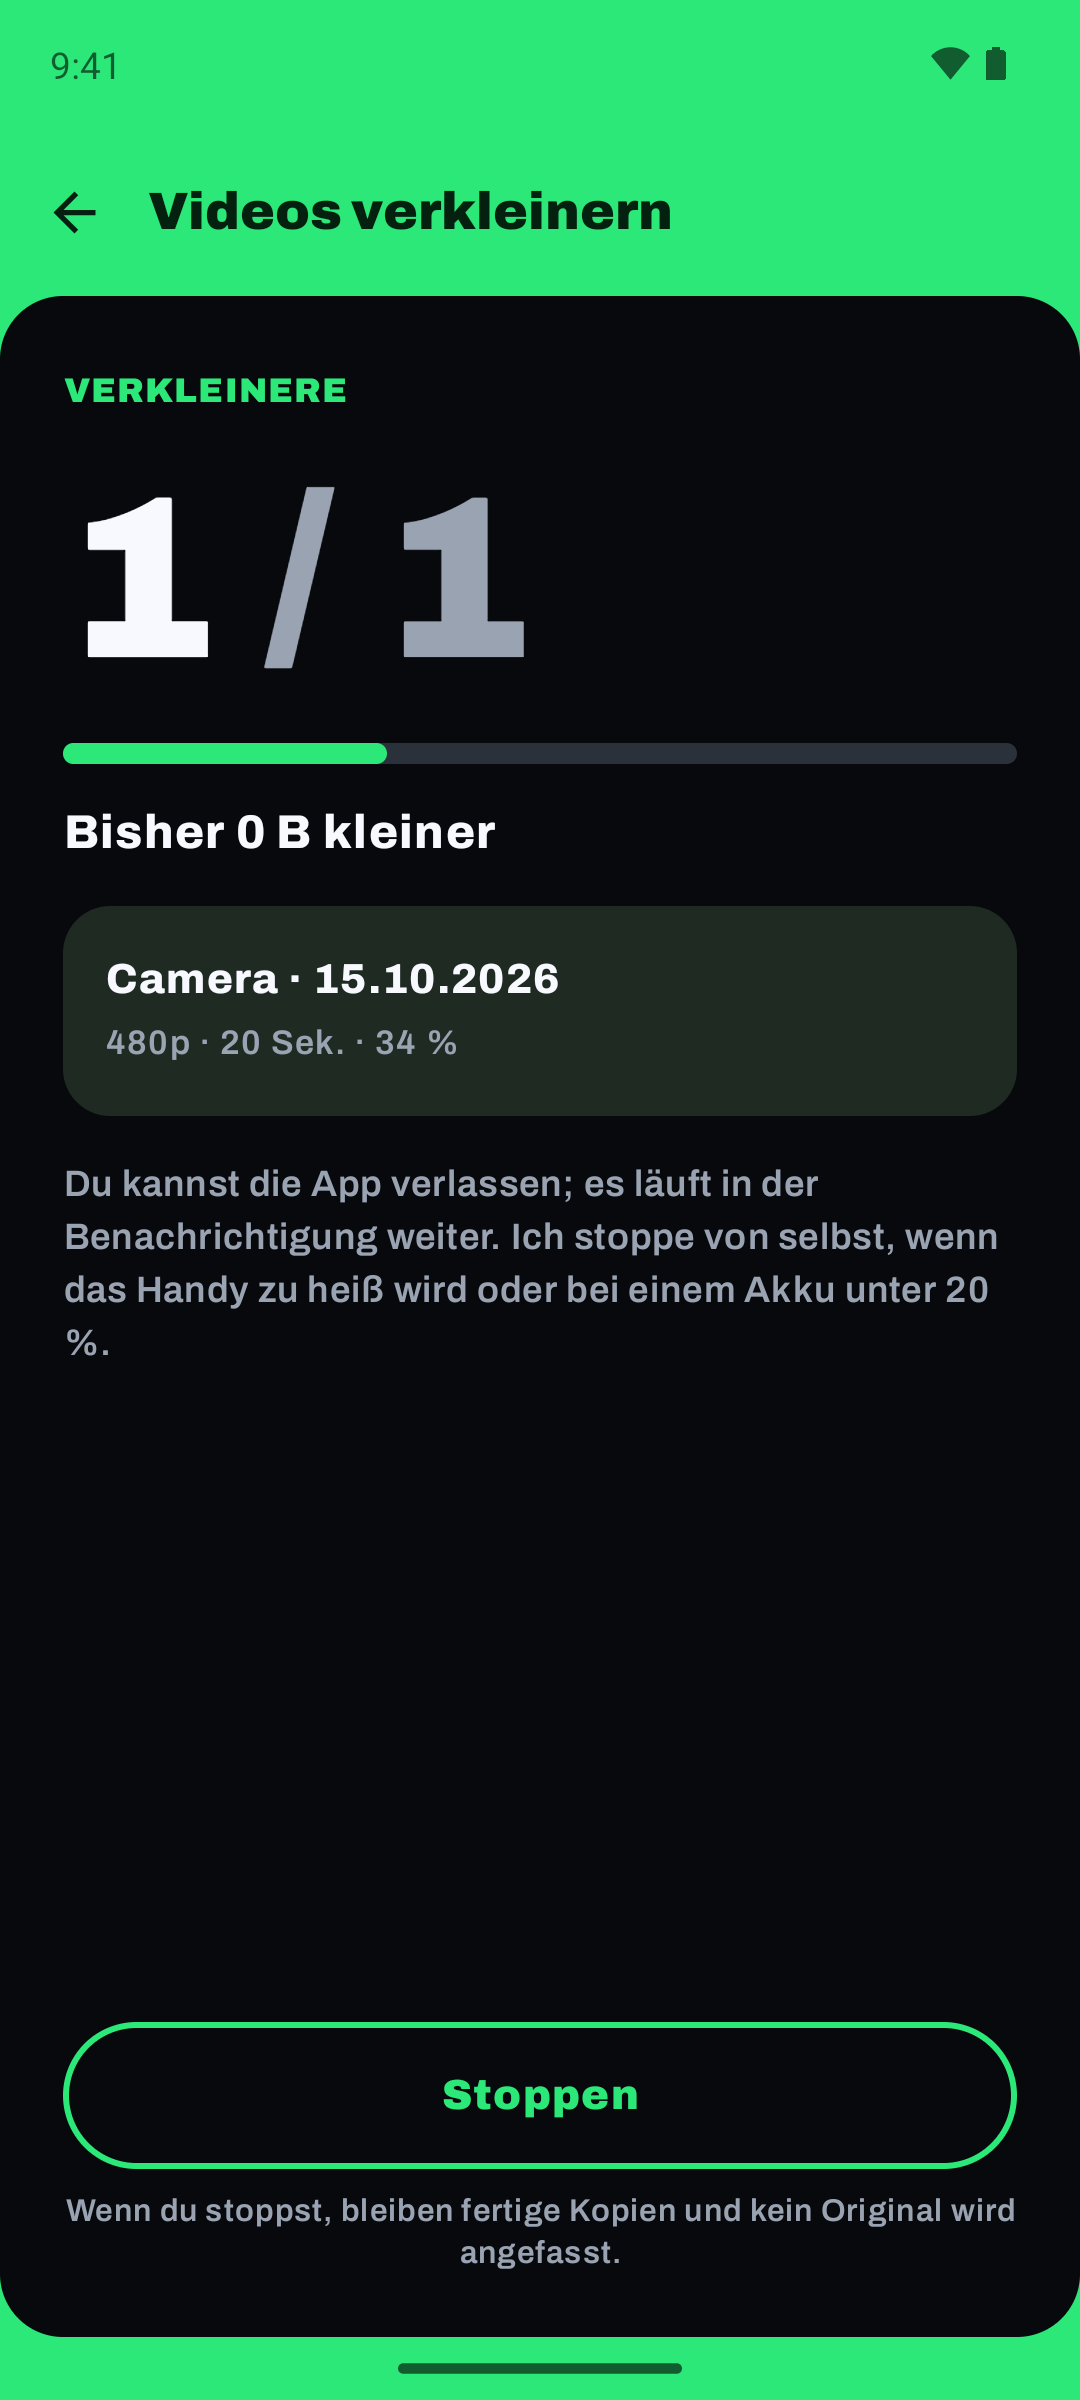 9:41
Videos verkleinern
VERKLEINERE
1 / 1
Bisher 0 B kleiner
Camera · 15.10.2026
480p · 20 Sek. · 34 %
Du kannst die App verlassen; es läuft in der
Benachrichtigung weiter. Ich stoppe von selbst, wenn
das Handy zu heiß wird oder bei einem Akku unter 20
%.
Stoppen
Wenn du stoppst, bleiben fertige Kopien und kein Original wird
angefasst.